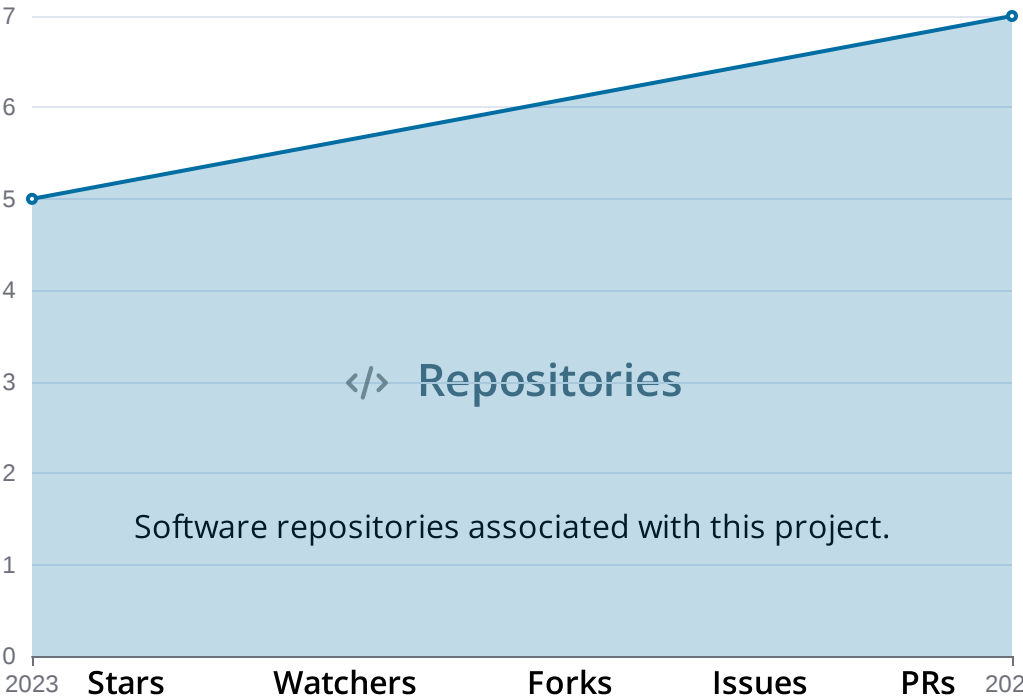 7
6
5
4
3
</> Repositories
2
Software repositories associated with this project.
1
0
2023 Stars Watchers Forks Issues PRs 202